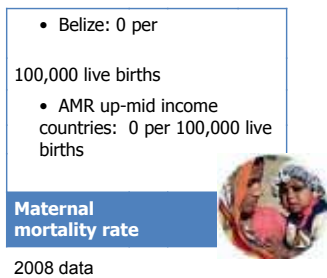 • Belize: 0 per
100,000 live births
• AMR up-mid income
countries: 0 per 100,000 live
births
Maternal
mortality rate
2008 data